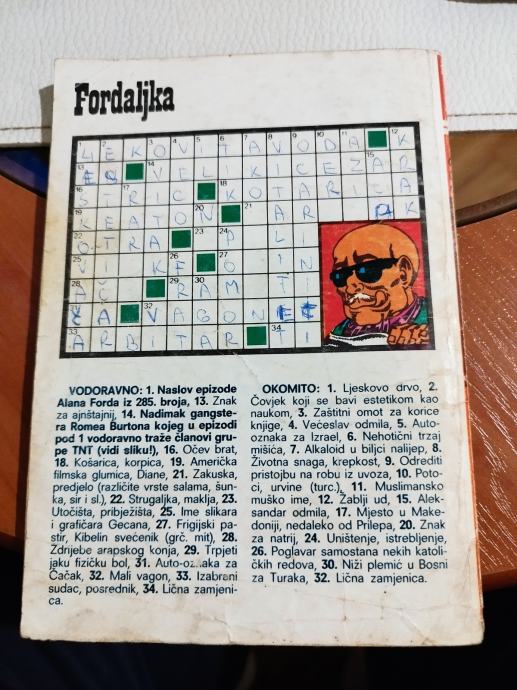 Fordaljka
VODORAVNO: 1. Naslov epizode
Alana Forda iz 285. broja, 13. Znak
za ajnštajnij, 14. Nadimak gangste-
ra Romea Burtona kojeg u epizodi
pod 1 vodoravno traže članovi gru-
pe TNT (vidi sliku!), 16. Očev brat,
18. Košarica, korpica, 19. Američka
filmska glumica, Diane, 21. Zakuska,
predjelo (različite vrste salama, šun-
ka, sir i sl.), 22. Strugaljka, maklja, 23.
Utočišta, pribježišta, 25. Ime slikara
i grafičara Gecana, 27. Frigijski pa-
stir, Kibelin svećenik (grč. mit), 28.
Ždrijebe arapskog konja, 29. Trpjeti
jaku fizičku bol, 31. Auto-oznaka za
Čačak, 32. Mali vagon, 33. Izabrani
sudac, posrednik, 34. Lična zamjeni-
ca.
OKOMITO: 1. Ljeskovo drvo, 2.
Čovjek koji se bavi estetikom kao
naukom, 3. Zaštitni omot za korice
knjige, 4. Većeslav odmila, 5. Auto-
oznaka za Izrael, 6. Nehotični trzaj
mišića, 7. Alkaloid u biljci nalijep, 8.
Životna snaga, krepkost, 9. Odrediti
pristojbu na robu iz uvoza, 10. Poto-
ci, urvine (turc.), 11. Muslimansko
muško ime, 12. Žablji ud, 15. Alek-
sandar odmila, 17. Mjesto u Make-
doniji, nedaleko od Prilepa, 20. Znak
za natrij, 24. Uništenje, istrebljenje,
26. Poglavar samostana nekih katoli-
čkih redova, 30. Niži plemić u Bosni
za Turaka, 32. Lična zamjenica.